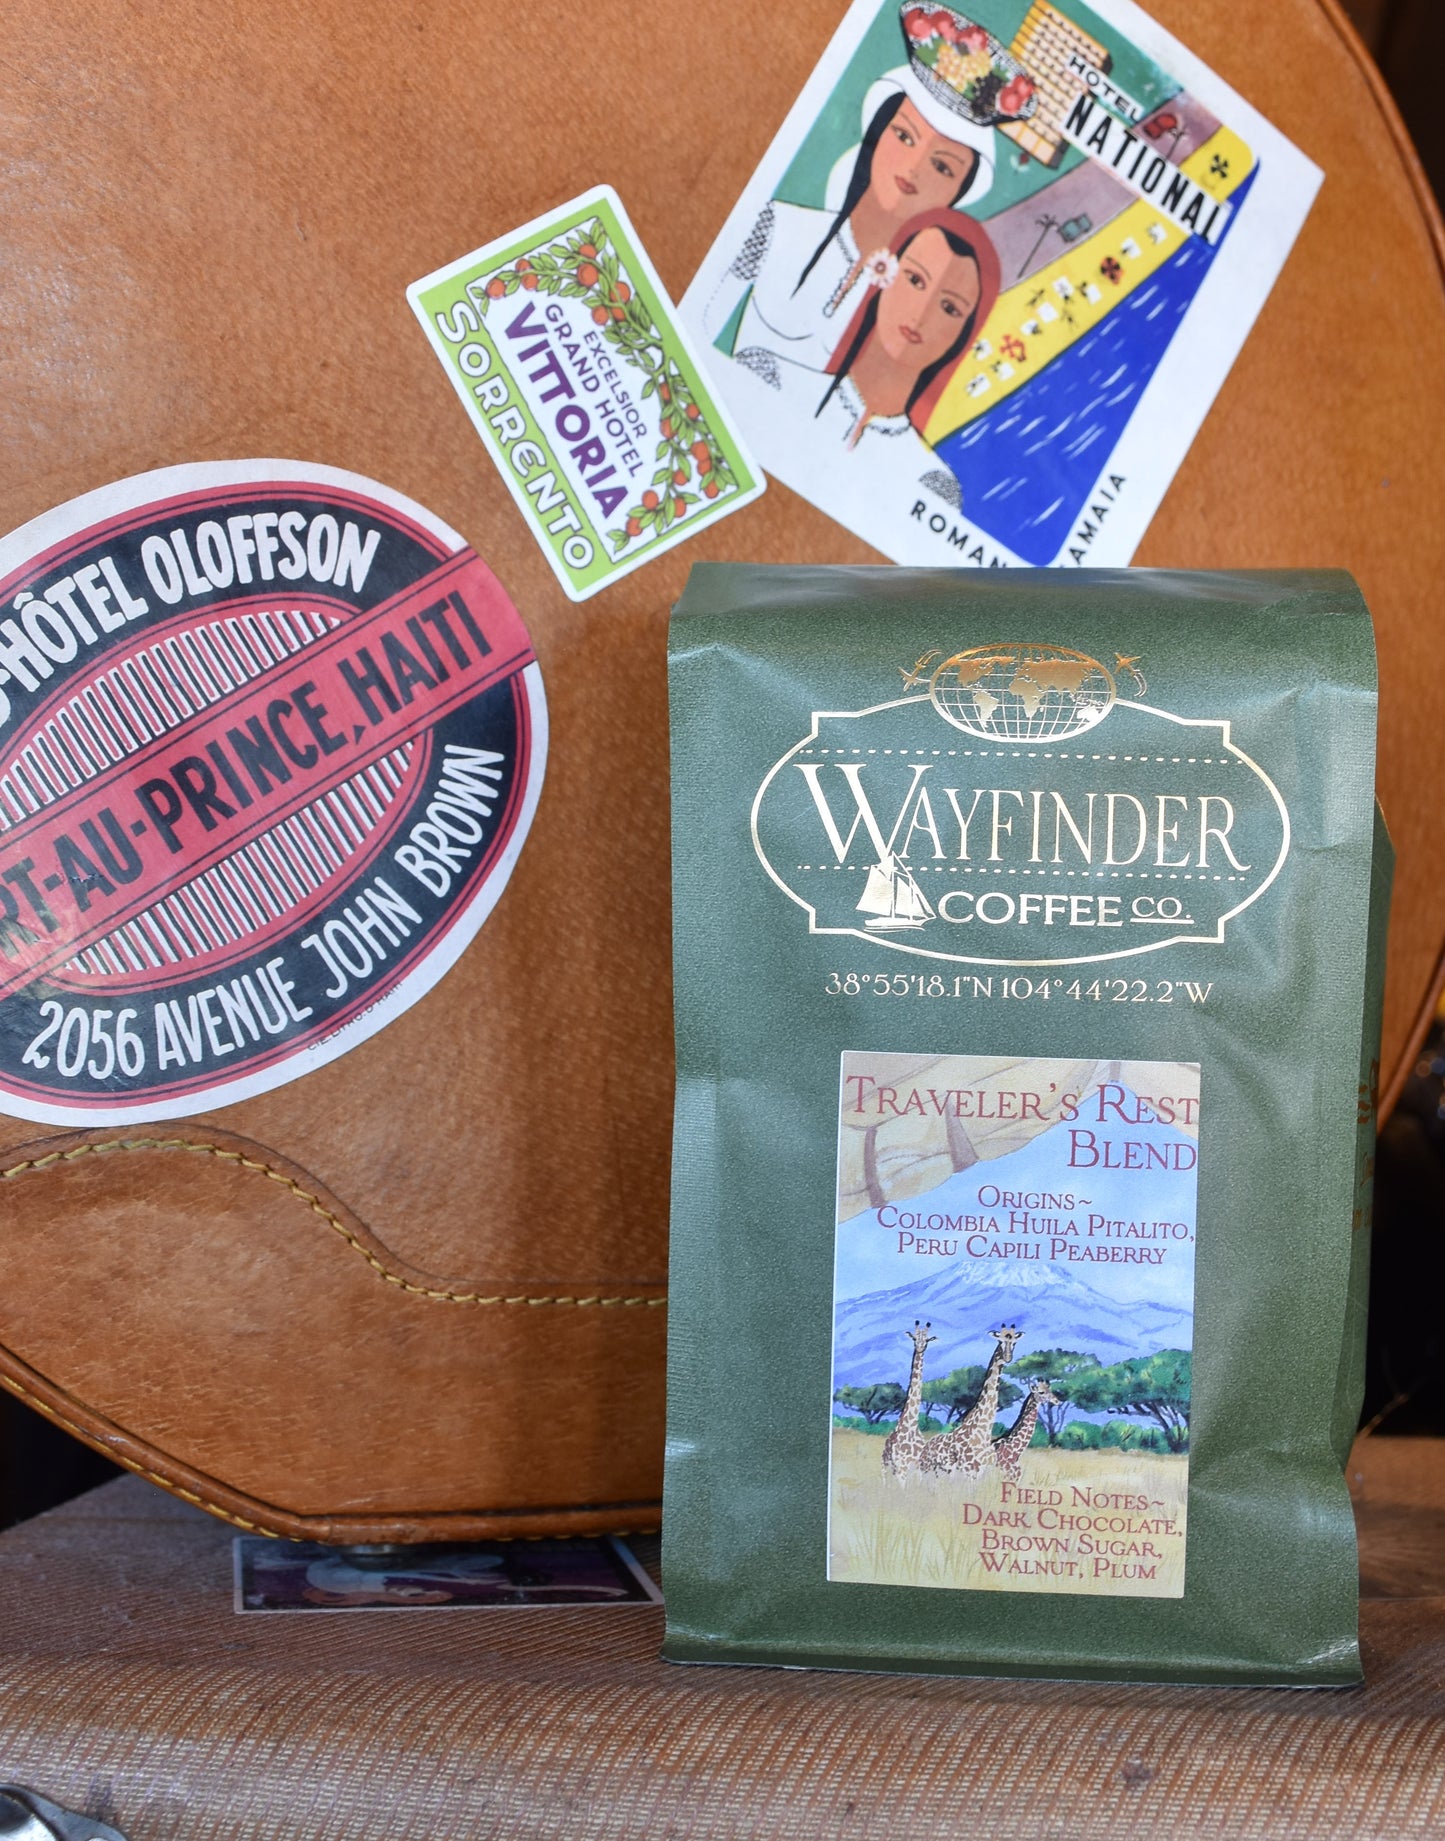 HOTEL
NATIONAL
EXCELSIOR
GRAND HOTEL
VITTORIA
SORRENTO
HÔTEL OLOFFSON
RT-AU-PRINCE, HAITI
2056 AVENUE JOHN BROWN
WAYFINDER
COFFEE CO.
38°55'18.1"N 104°44'22.2"W
TRAVELER'S REST
BLEND
ORIGINS~
COLOMBIA HUILA PITALITO,
PERU CAPILI PEABERRY
FIELD NOTES~
DARK CHOCOLATE,
BROWN SUGAR,
WALNUT, PLUM